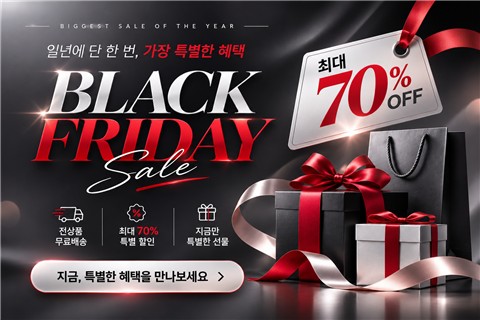 BIGGEST SALE OF THE YEAR
일년에 단 한 번, 가장 특별한 혜택
BLACK
FRIDAY
Sale
최대
70%
OFF
전상품
무료배송
최대 70%
특별 할인
지금만
특별한 선물
지금, 특별한 혜택을 만나보세요 >